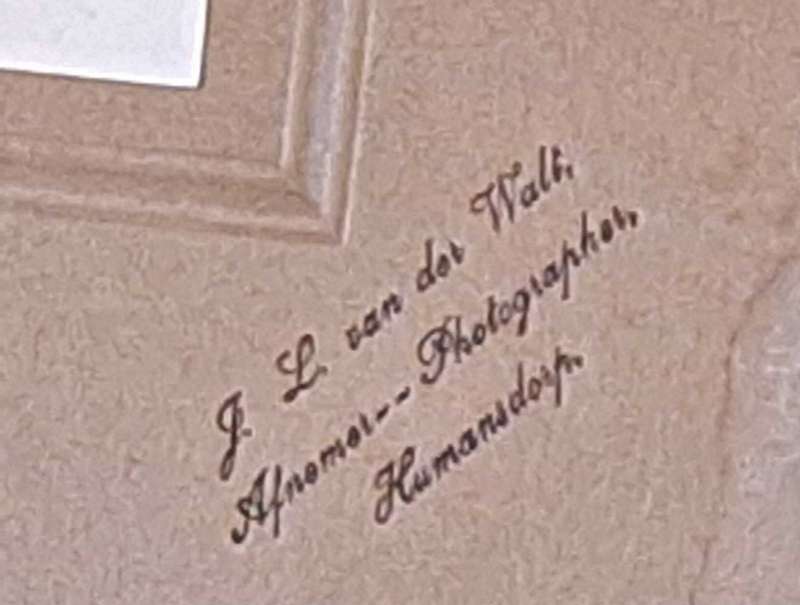 J. L. van der Walt,
Afnemer-- Photographer,
Humansdorp.